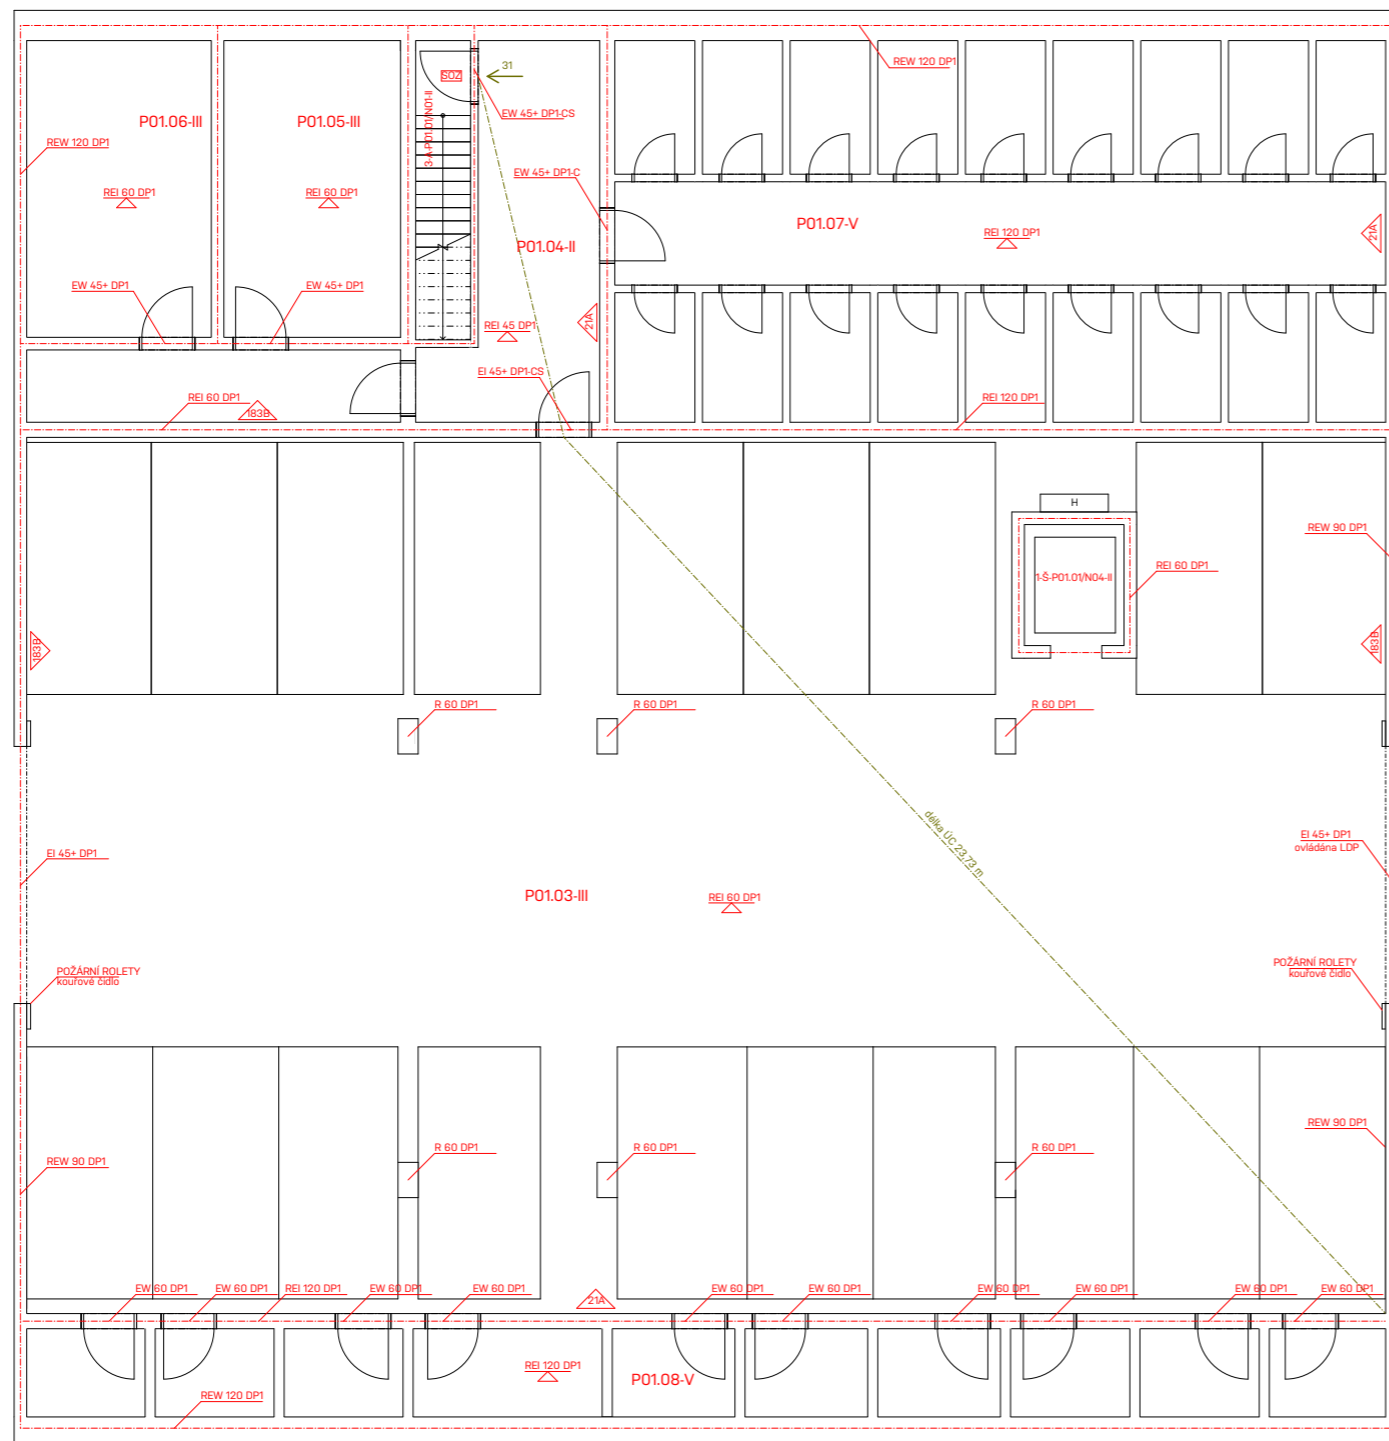 31
SOZ
REW 120 DP1
P01.06-III
P01.05-III
EW 45+ DP1-CS
3-A-P01.01/N01-II
REW 120 DP1
EW 45+ DP1-C
REI 60 DP1
REI 60 DP1
P01.07-V
REI 120 DP1
21A
P01.04-II
EW 45+ DP1
EW 45+ DP1
REI 45 DP1
21A
EI 45+ DP1-CS
REI 60 DP1
183B
REI 120 DP1
H
REW 90 DP1
REI 60 DP1
1-Š-P01.01/N04-II
183B
183B
R 60 DP1
R 60 DP1
R 60 DP1
délka ÚC 23,73 m
EI 45+ DP1
EI 45+ DP1
ovládána LDP
P01.03-III
REI 60 DP1
POŽÁRNÍ ROLETY
kouřové čidlo
POŽÁRNÍ ROLETY
kouřové čidlo
REW 90 DP1
R 60 DP1
R 60 DP1
R 60 DP1
REW 90 DP1
EW 60 DP1
EW 60 DP1
REI 120 DP1
EW 60 DP1
EW 60 DP1
21A
EW 60 DP1
EW 60 DP1
EW 60 DP1
EW 60 DP1
EW 60 DP1
EW 60 DP1
REI 120 DP1
P01.08-V
REW 120 DP1